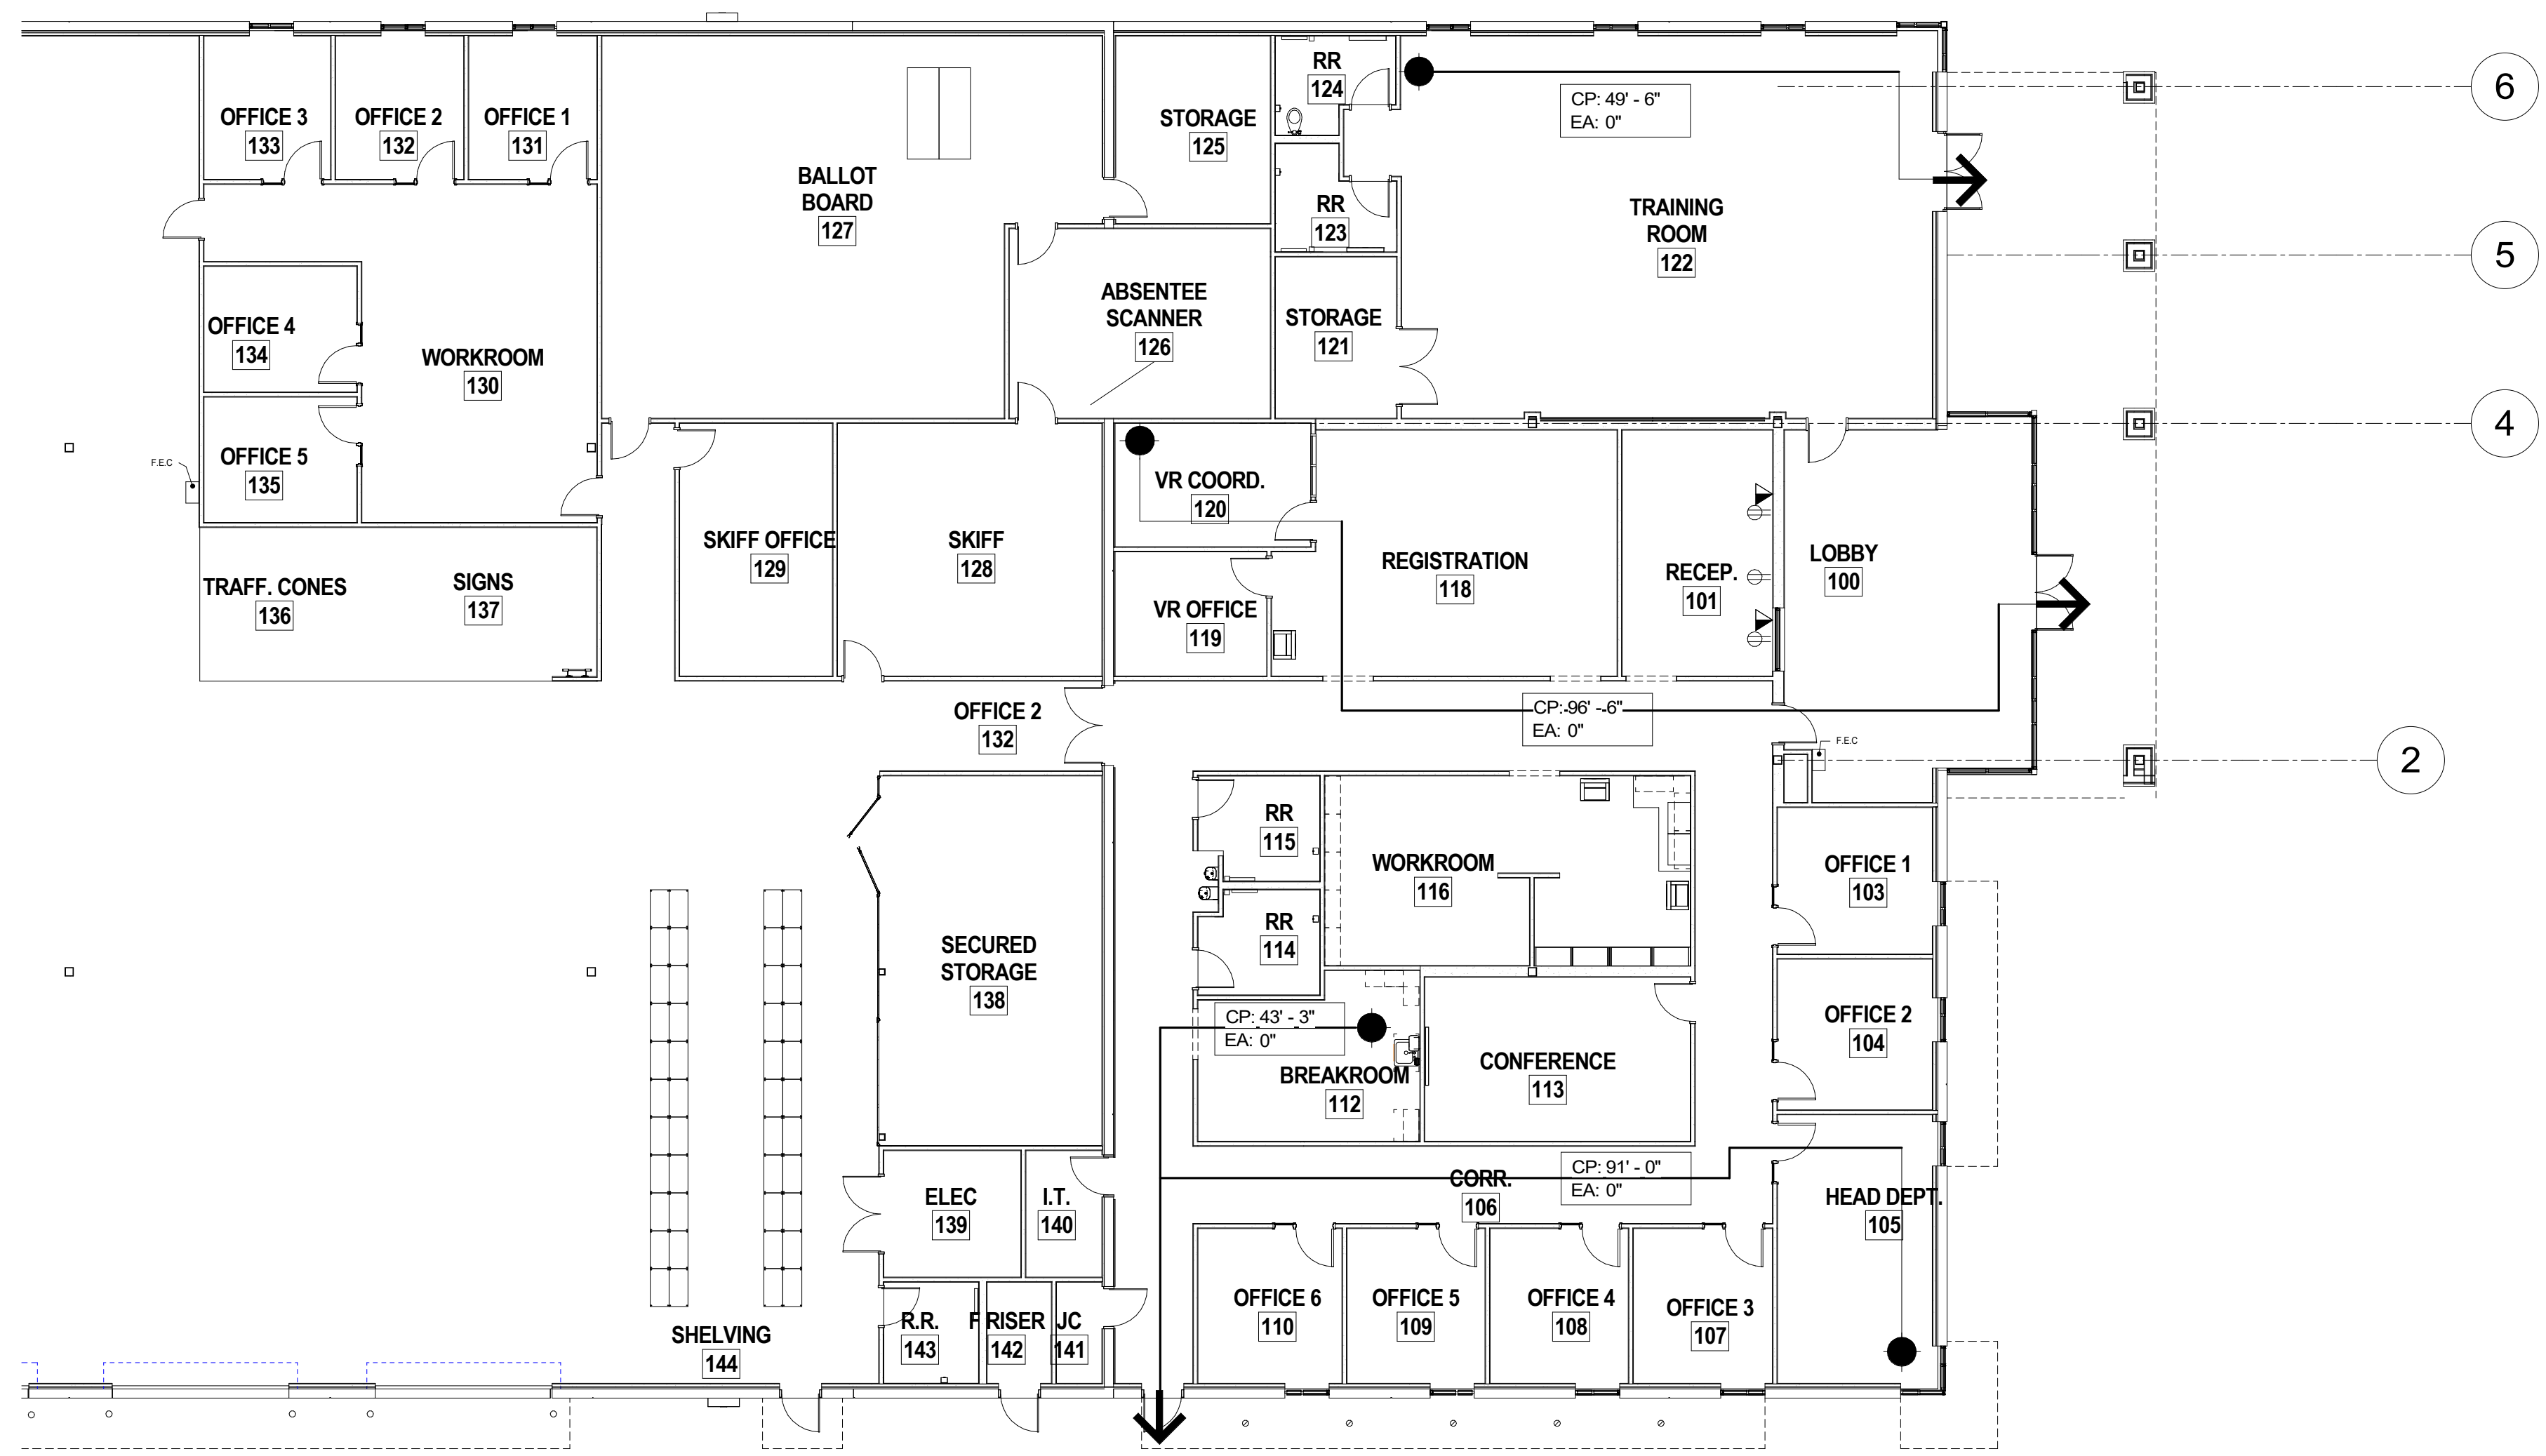 RR
124
6
CP: 49' - 6"
EA: 0"
OFFICE 3
133
OFFICE 2
132
OFFICE 1
131
STORAGE
125
BALLOT
BOARD
127
RR
123
TRAINING
ROOM
122
5
ABSENTEE
SCANNER
126
STORAGE
121
OFFICE 4
134
WORKROOM
130
4
OFFICE 5
135
F.E.C
VR COORD.
120
SKIFF OFFICE
129
SKIFF
128
REGISTRATION
118
RECEP.
101
LOBBY
100
TRAFF. CONES
136
SIGNS
137
VR OFFICE
119
OFFICE 2
132
CP: 96' - 6"
EA: 0"
F.E.C
2
RR
115
WORKROOM
116
OFFICE 1
103
RR
114
SECURED
STORAGE
138
CP: 43' - 3"
EA: 0"
OFFICE 2
104
BREAKROOM
112
CONFERENCE
113
CP: 91' - 0"
EA: 0"
CORR.
106
ELEC
139
I.T.
140
HEAD DEPT.
105
OFFICE 6
110
OFFICE 5
109
OFFICE 4
108
OFFICE 3
107
SHELVING
144
R.R.
143
F RISER
142
JC
141